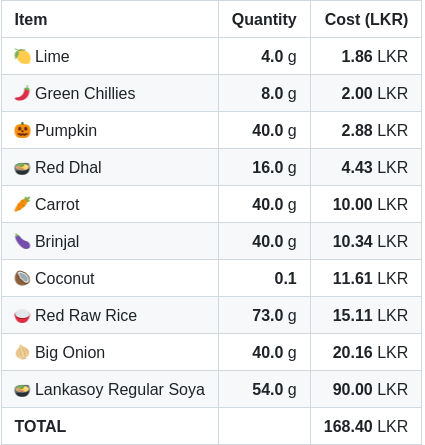 Item Quantity Cost (LKR)
Lime 4.0 g 1.86 LKR
Green Chillies 8.0 g 2.00 LKR
Pumpkin 40.0 g 2.88 LKR
Red Dhal 16.0 g 4.43 LKR
Carrot 40.0 g 10.00 LKR
Brinjal 40.0 g 10.34 LKR
Coconut 0.1 11.61 LKR
Red Raw Rice 73.0 g 15.11 LKR
Big Onion 40.0 g 20.16 LKR
Lankasoy Regular Soya 54.0 g 90.00 LKR
TOTAL 168.40 LKR